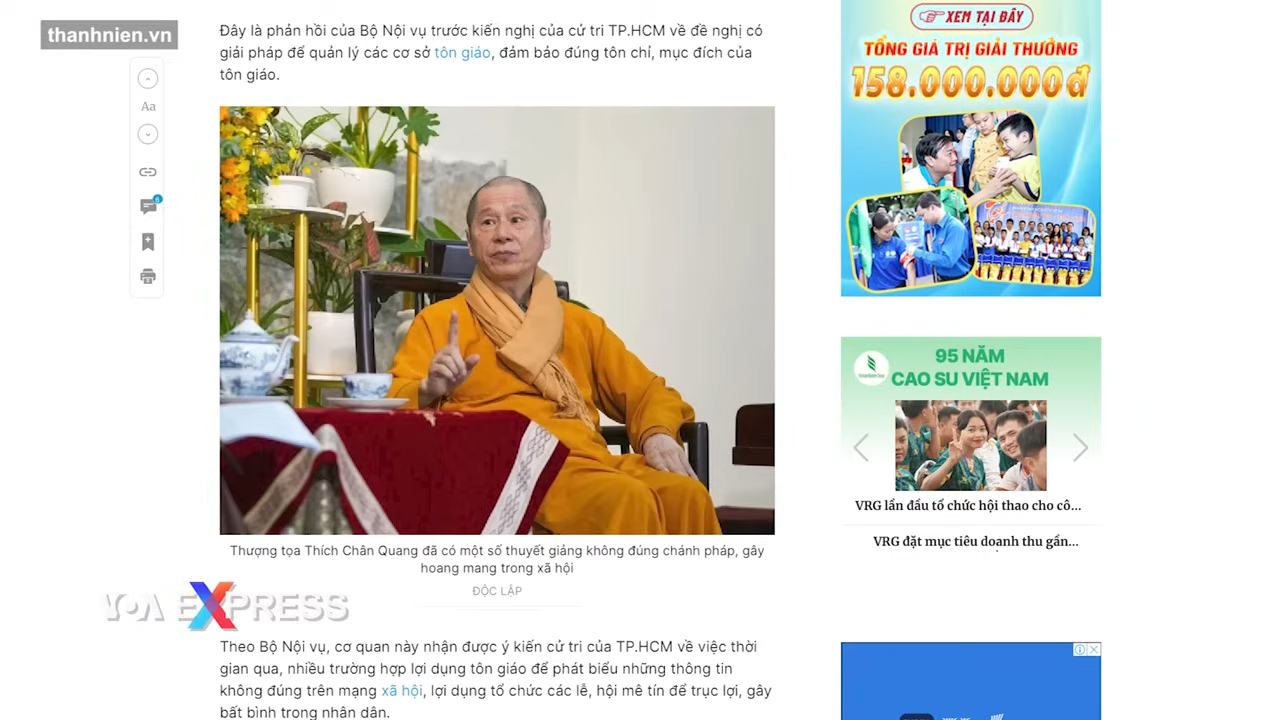 thanhnien.vn
Đây là phản hồi của Bộ Nội vụ trước kiến nghị của cử tri TP.HCM về đề nghị có
giải pháp để quản lý các cơ sở tôn giáo, đảm bảo đúng tôn chỉ, mục đích của
tôn giáo.
Aa
6
Thượng tọa Thích Chân Quang đã có một số thuyết giảng không đúng chánh pháp, gây
hoang mang trong xã hội
ĐỘC LẬP
VOA EXPRESS
Theo Bộ Nội vụ, cơ quan này nhận được ý kiến cử tri của TP.HCM về việc thời
gian qua, nhiều trường hợp lợi dụng tôn giáo để phát biểu những thông tin
không đúng trên mạng xã hội, lợi dụng tổ chức các lễ, hội mê tín để trục lợi, gây
bất bình trong nhân dân.
XEM TẠI ĐÂY
TỔNG GIÁ TRỊ GIẢI THƯỞNG
158.000.000đ
95 NĂM
CAO SU VIỆT NAM
VRG lần đầu tổ chức hội thao cho cô...
VRG đặt mục tiêu doanh thu gần...